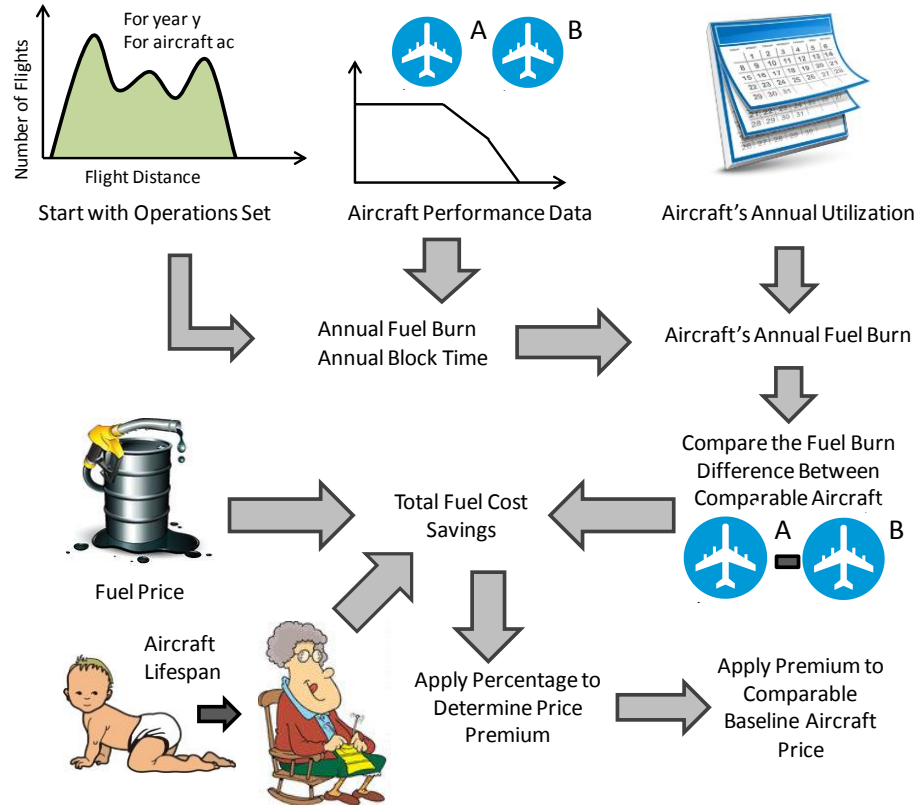 For year y
For aircraft ac
Number of Flights
Flight Distance
Start with Operations Set
A
B
Aircraft Performance Data
Aircraft's Annual Utilization
Annual Fuel Burn
Annual Block Time
Aircraft's Annual Fuel Burn
Compare the Fuel Burn
Difference Between
Comparable Aircraft
A
B
Fuel Price
Total Fuel Cost
Savings
Aircraft
Lifespan
Apply Percentage to
Determine Price
Premium
Apply Premium to
Comparable
Baseline Aircraft
Price